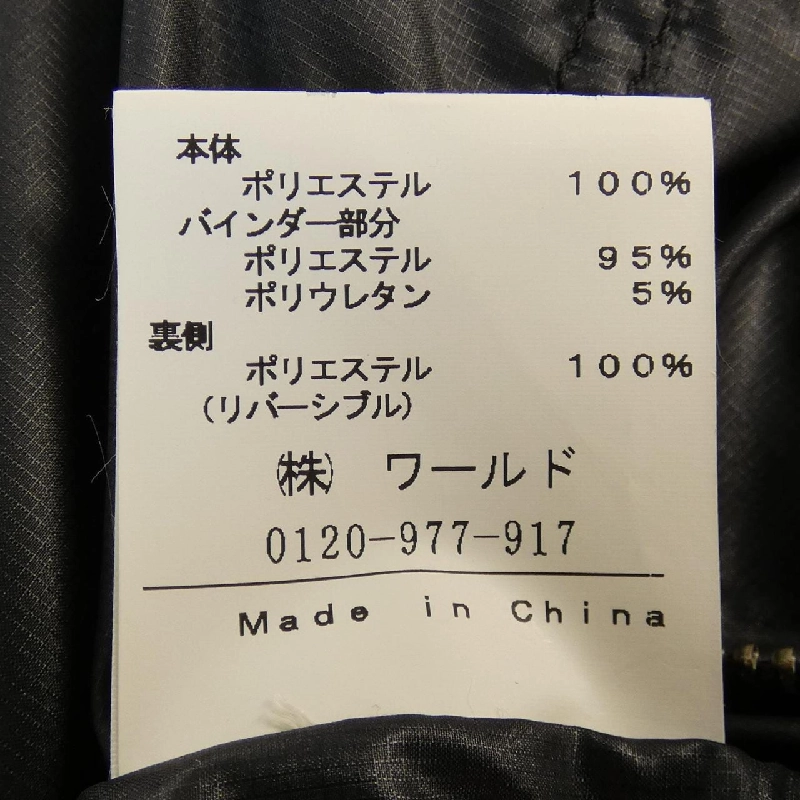 本体
ポリエステル 100%
バインダー部分
ポリエステル 95%
ポリウレタン 5%
裏側
ポリエステル 100%
(リバーシブル)
㈱ ワールド
0120-977-917
Made in China